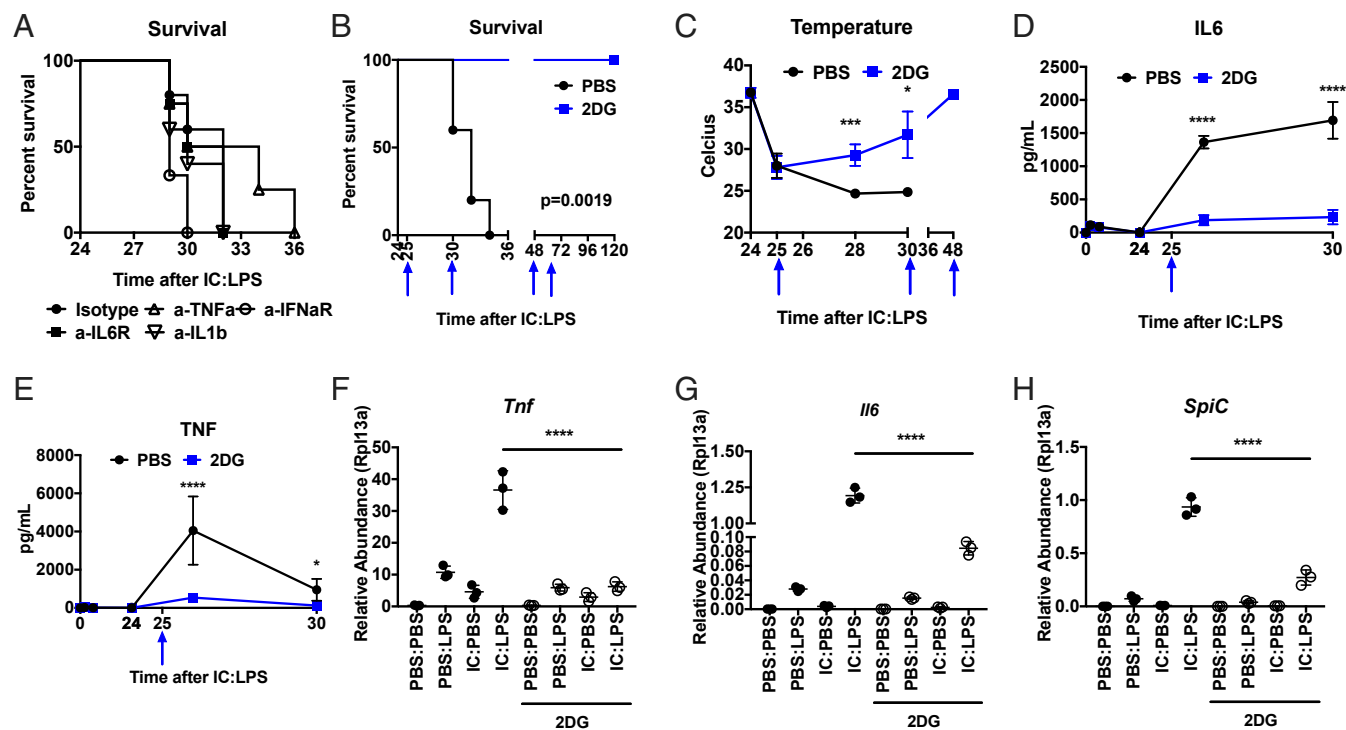 A
Survival
Percent survival
100
50
0
24 27 30 33 36
Time after IC:LPS
Isotype a-TNFa a-IFNaR
a-IL6R a-IL1b
B
Survival
Percent survival
100
50
0
PBS
2DG
p=0.0019
24 25 30 36 48 72 96 120
Time after IC:LPS
C
Temperature
PBS 2DG
Celcius
40
35
30
25
20
***
*
24 25 26 28 30 36 48
Time after IC:LPS
D
IL6
PBS 2DG
pg/mL
2500
2000
1500
1000
500
0
****
****
0 24 25 30
Time after IC:LPS
E
TNF
PBS 2DG
pg/mL
8000
6000
4000
2000
0
****
*
0 24 25 30
Time after IC:LPS
F
Tnf
Relative Abundance (Rpl13a)
50
40
30
20
10
0
****
PBS:PBS
PBS:LPS
IC:PBS
IC:LPS
PBS:PBS
PBS:LPS
IC:PBS
IC:LPS
2DG
G
Il6
Relative Abundance (Rpl13a)
1.50
1.25
1.00
0.10
0.08
0.06
0.04
0.02
0.00
****
PBS:PBS
PBS:LPS
IC:PBS
IC:LPS
PBS:PBS
PBS:LPS
IC:PBS
IC:LPS
2DG
H
SpiC
Relative Abundance (Rpl13a)
1.5
1.0
0.5
0.0
****
PBS:PBS
PBS:LPS
IC:PBS
IC:LPS
PBS:PBS
PBS:LPS
IC:PBS
IC:LPS
2DG